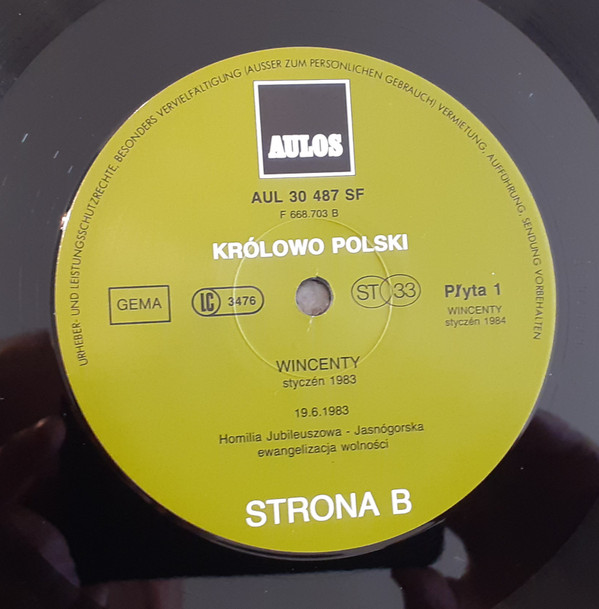 URHEBER- UND LEISTUNGSSCHUTZRECHTE, BESONDERS VERVIELFÄLTIGUNG (AUSSER ZUM PERSÖNLICHEN GEBRAUCH) VERMIETUNG, AUFFÜHRUNG, SENDUNG VORBEHALTEN
AULOS
AUL 30 487 SF
F 668.703 B
KRÓLOWO POLSKI
GEMA
LC 3476
ST 33
Płyta 1
WINCENTY
styczéń 1984
WINCENTY
styczéń 1983
19.6.1983
Homilia Jubileuszowa - Jasnógorska
ewangelizacja wolności
STRONA B